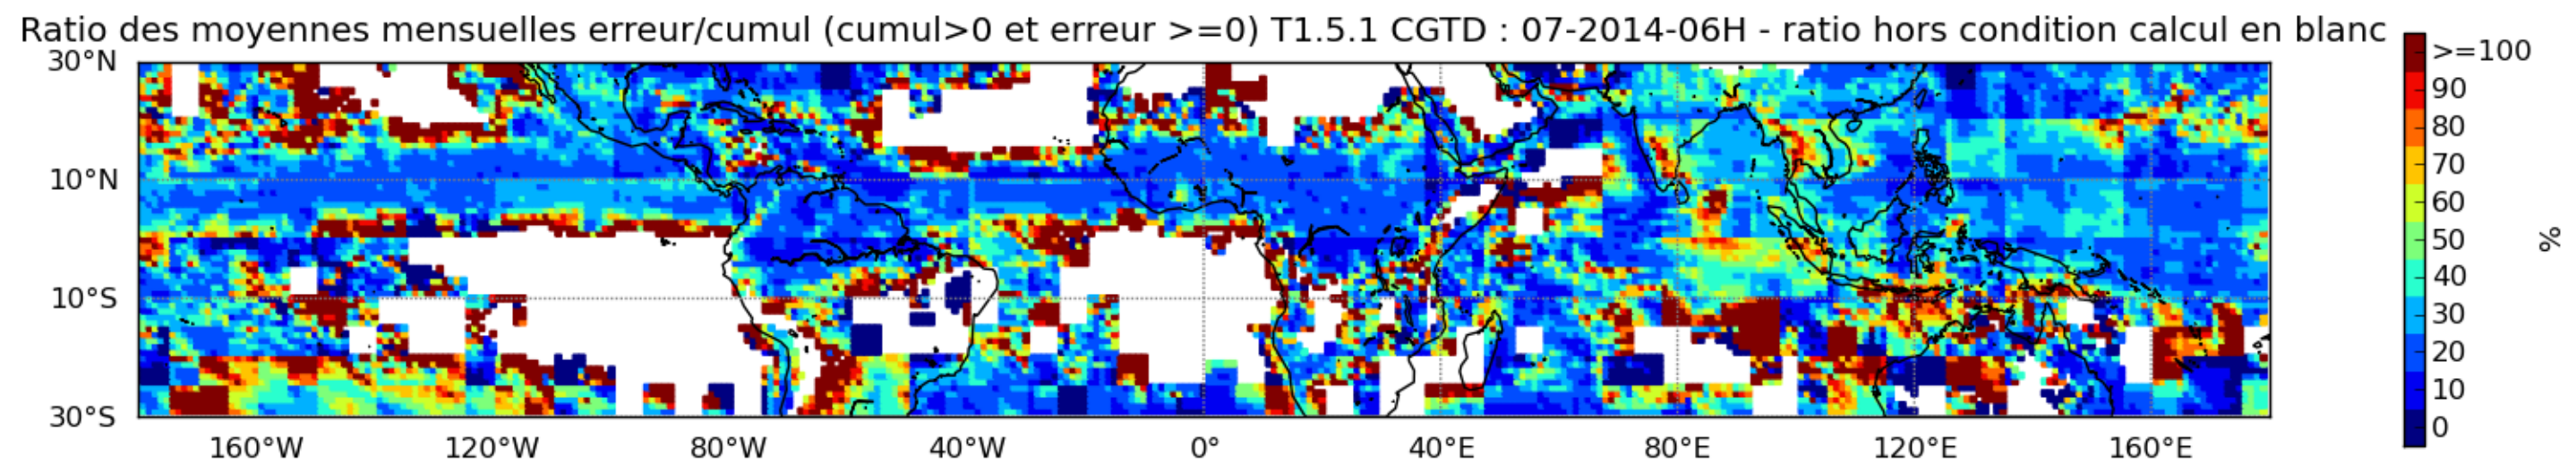 Ratio des moyennes mensuelles erreur/cumul (cumul>0 et erreur >=0) T1.5.1 CGTD : 07-2014-06H - ratio hors condition calcul en blanc
30°N
10°N
10°S
30°S
160°W 120°W 80°W 40°W 0° 40°E 80°E 120°E 160°E
>=100
90
80
70
60
50
40
30
20
10
0
%